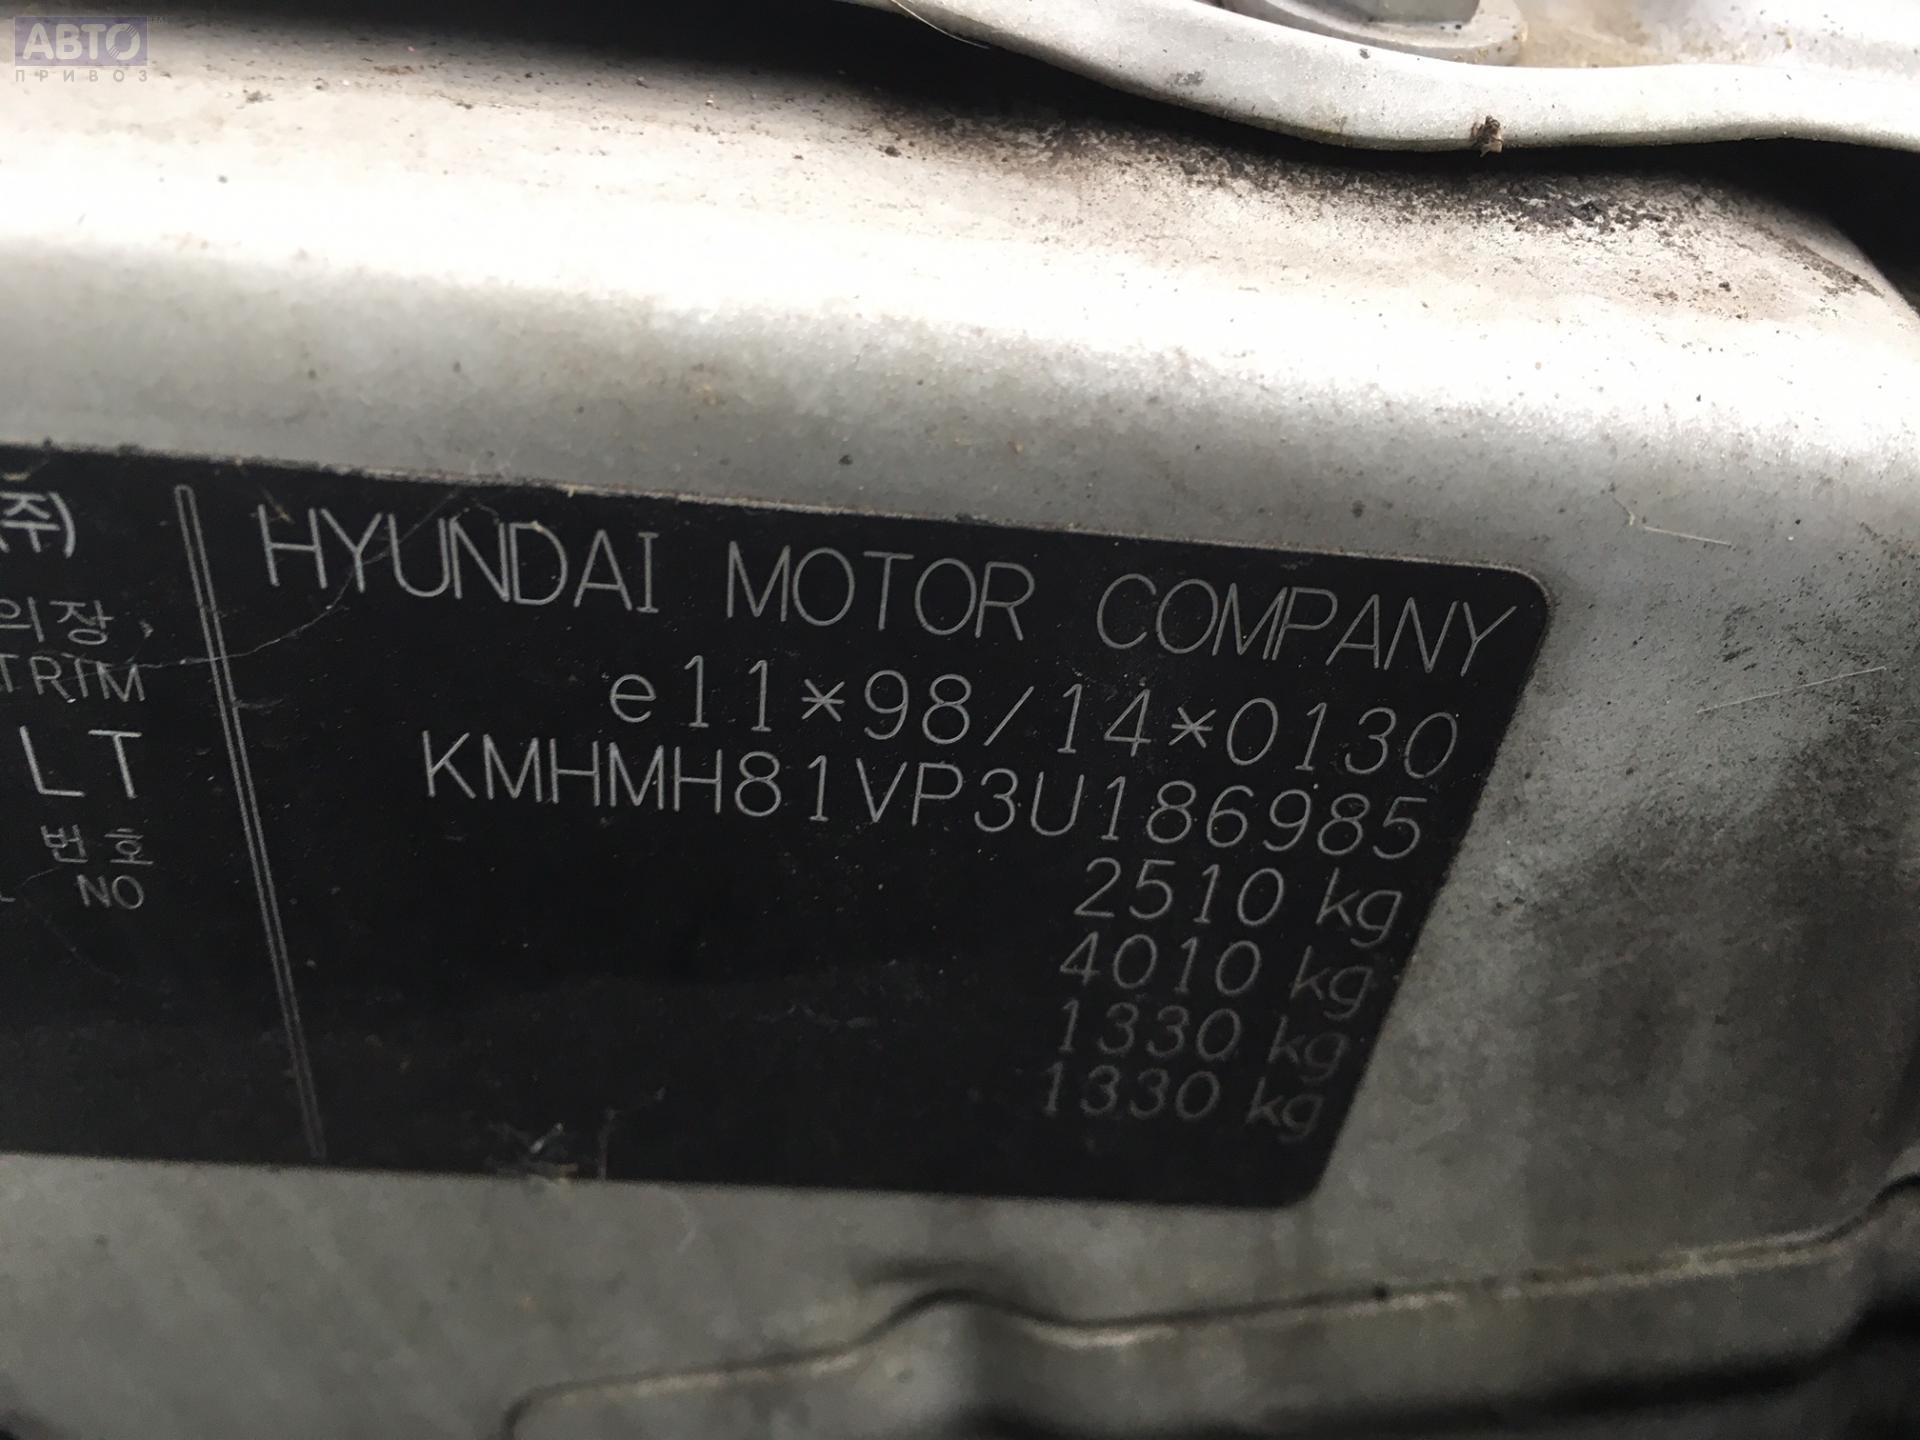 АВТО
ПРИВОЗ
(주)
의장
TRIM
LT
번호
NO
HYUNDAI MOTOR COMPANY
e11*98/14*0130
KMHMH81VP3U186985
2510 kg
4010 kg
1330 kg
1330 kg